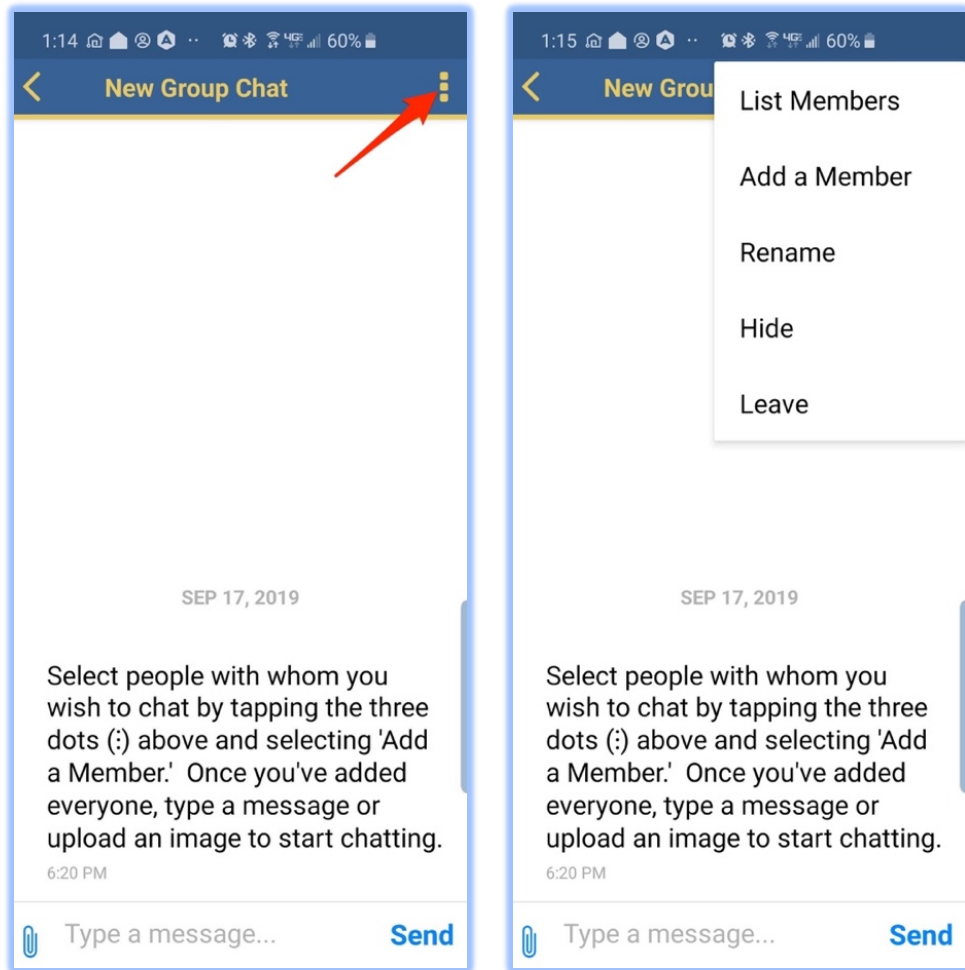 1:14 60%
New Group Chat
SEP 17, 2019
Select people with whom you
wish to chat by tapping the three
dots (⋮) above and selecting 'Add
a Member.'  Once you've added
everyone, type a message or
upload an image to start chatting.
6:20 PM
Type a message...
Send
1:15 60%
New Grou
List Members
Add a Member
Rename
Hide
Leave
SEP 17, 2019
Select people with whom you
wish to chat by tapping the three
dots (⋮) above and selecting 'Add
a Member.'  Once you've added
everyone, type a message or
upload an image to start chatting.
6:20 PM
Type a message...
Send